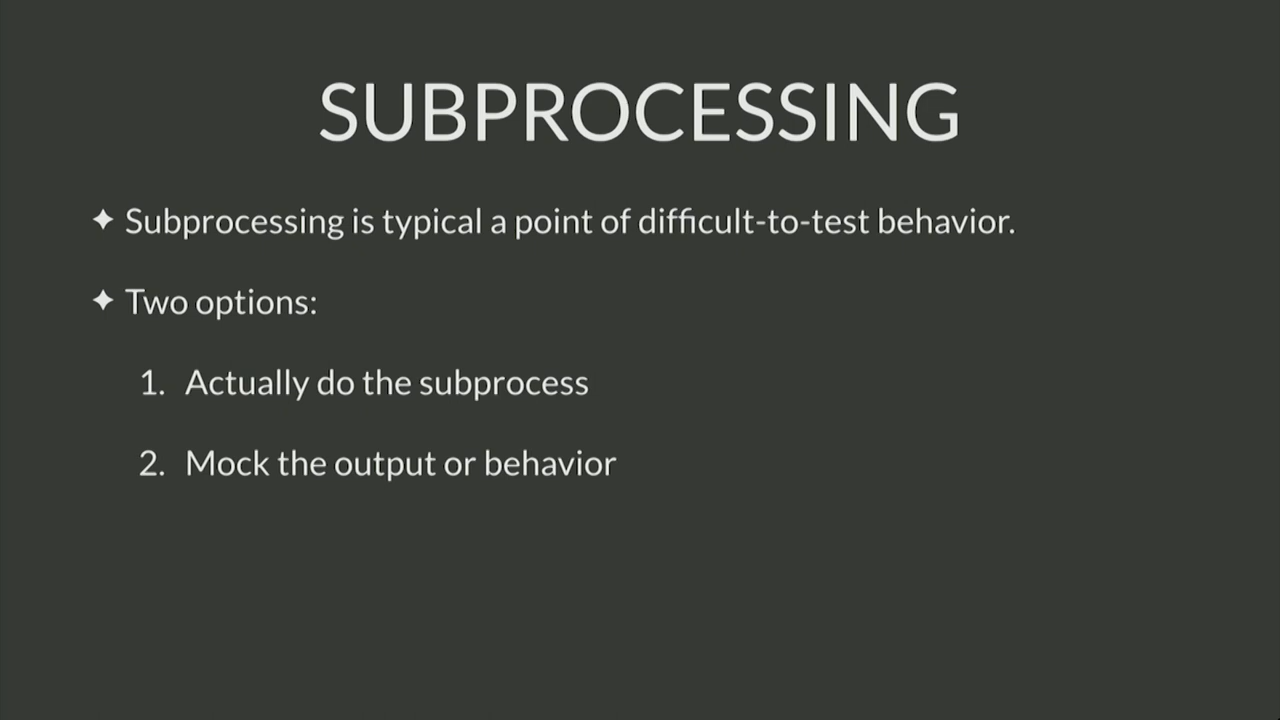 SUBPROCESSING
✦ Subprocessing is typical a point of difficult-to-test behavior.
✦ Two options:
1. Actually do the subprocess
2. Mock the output or behavior